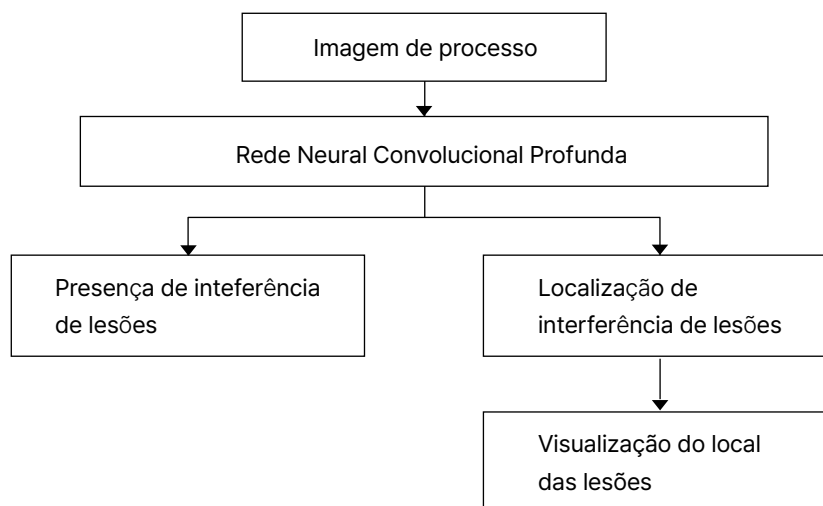 Imagem de processo
Rede Neural Convolucional Profunda
Presença de inteferência
de lesões
Localização de
interferência de lesões
Visualização do local
das lesões